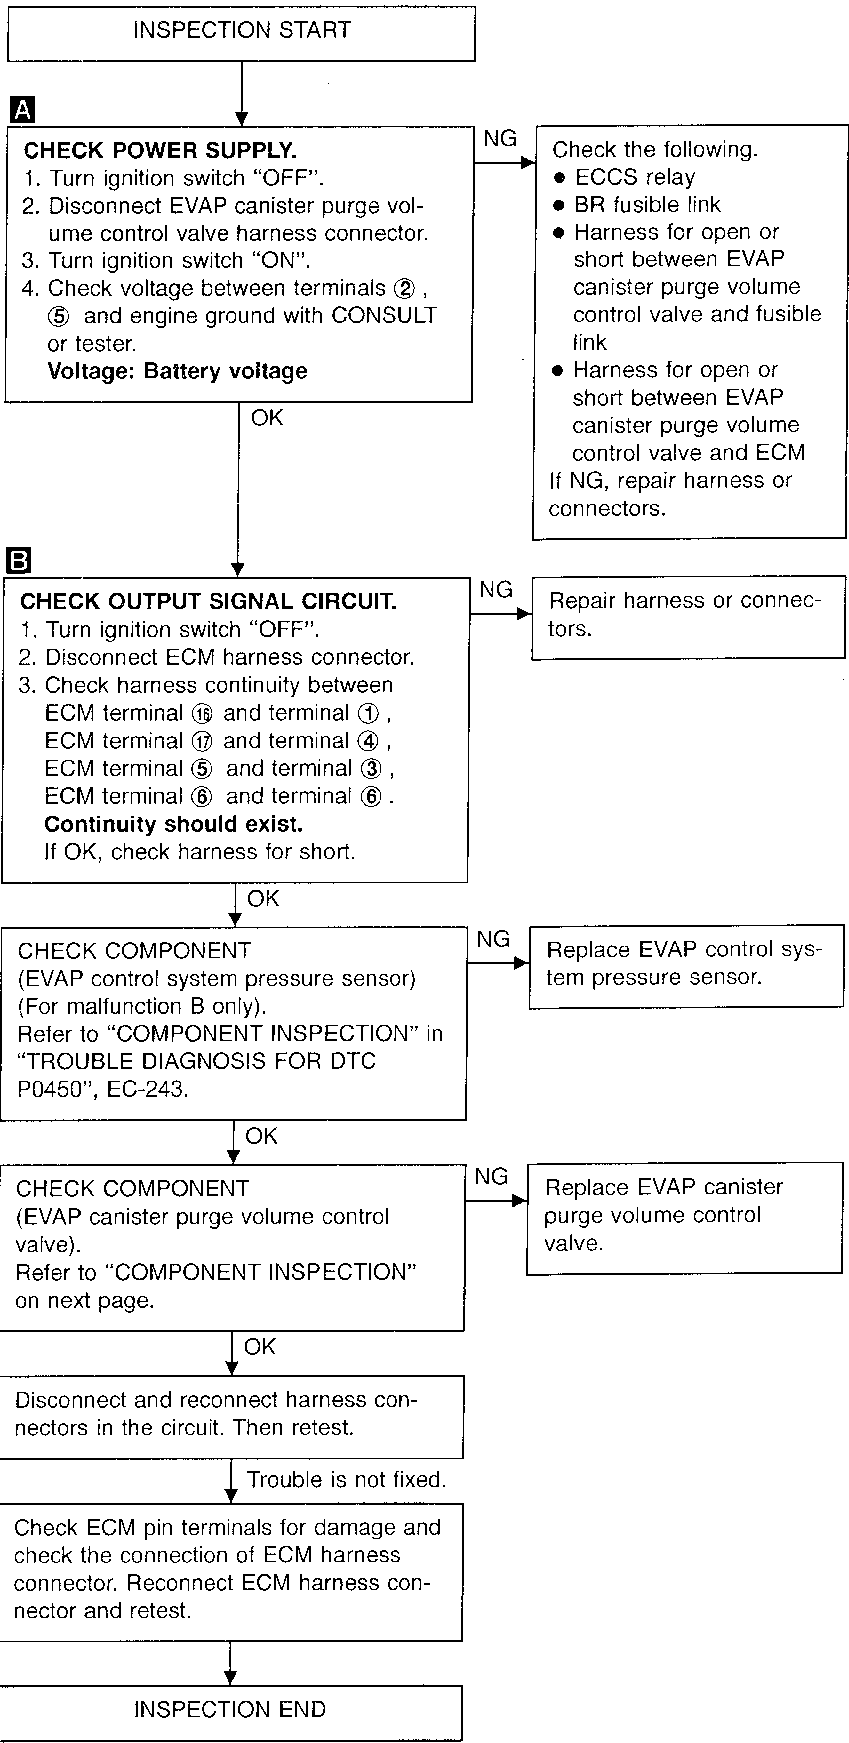 INSPECTION START
A
CHECK POWER SUPPLY.
1. Turn ignition switch “OFF”.
2. Disconnect EVAP canister purge vol-
ume control valve harness connector.
3. Turn ignition switch “ON”.
4. Check voltage between terminals ② ,
⑤ and engine ground with CONSULT
or tester.
Voltage: Battery voltage
NG
Check the following.
● ECCS relay
● BR fusible link
● Harness for open or
short between EVAP
canister purge volume
control valve and fusible
link
● Harness for open or
short between EVAP
canister purge volume
control valve and ECM
If NG, repair harness or
connectors.
OK
B
CHECK OUTPUT SIGNAL CIRCUIT.
1. Turn ignition switch “OFF”.
2. Disconnect ECM harness connector.
3. Check harness continuity between
ECM terminal ⑯ and terminal ① ,
ECM terminal ⑰ and terminal ④ ,
ECM terminal ⑤ and terminal ③ ,
ECM terminal ⑥ and terminal ⑥ .
Continuity should exist.
If OK, check harness for short.
NG
Repair harness or connec-
tors.
OK
CHECK COMPONENT
(EVAP control system pressure sensor)
(For malfunction B only).
Refer to “COMPONENT INSPECTION” in
“TROUBLE DIAGNOSIS FOR DTC
P0450”, EC-243.
NG
Replace EVAP control sys-
tem pressure sensor.
OK
CHECK COMPONENT
(EVAP canister purge volume control
valve).
Refer to “COMPONENT INSPECTION”
on next page.
NG
Replace EVAP canister
purge volume control
valve.
OK
Disconnect and reconnect harness con-
nectors in the circuit. Then retest.
Trouble is not fixed.
Check ECM pin terminals for damage and
check the connection of ECM harness
connector. Reconnect ECM harness con-
nector and retest.
INSPECTION END